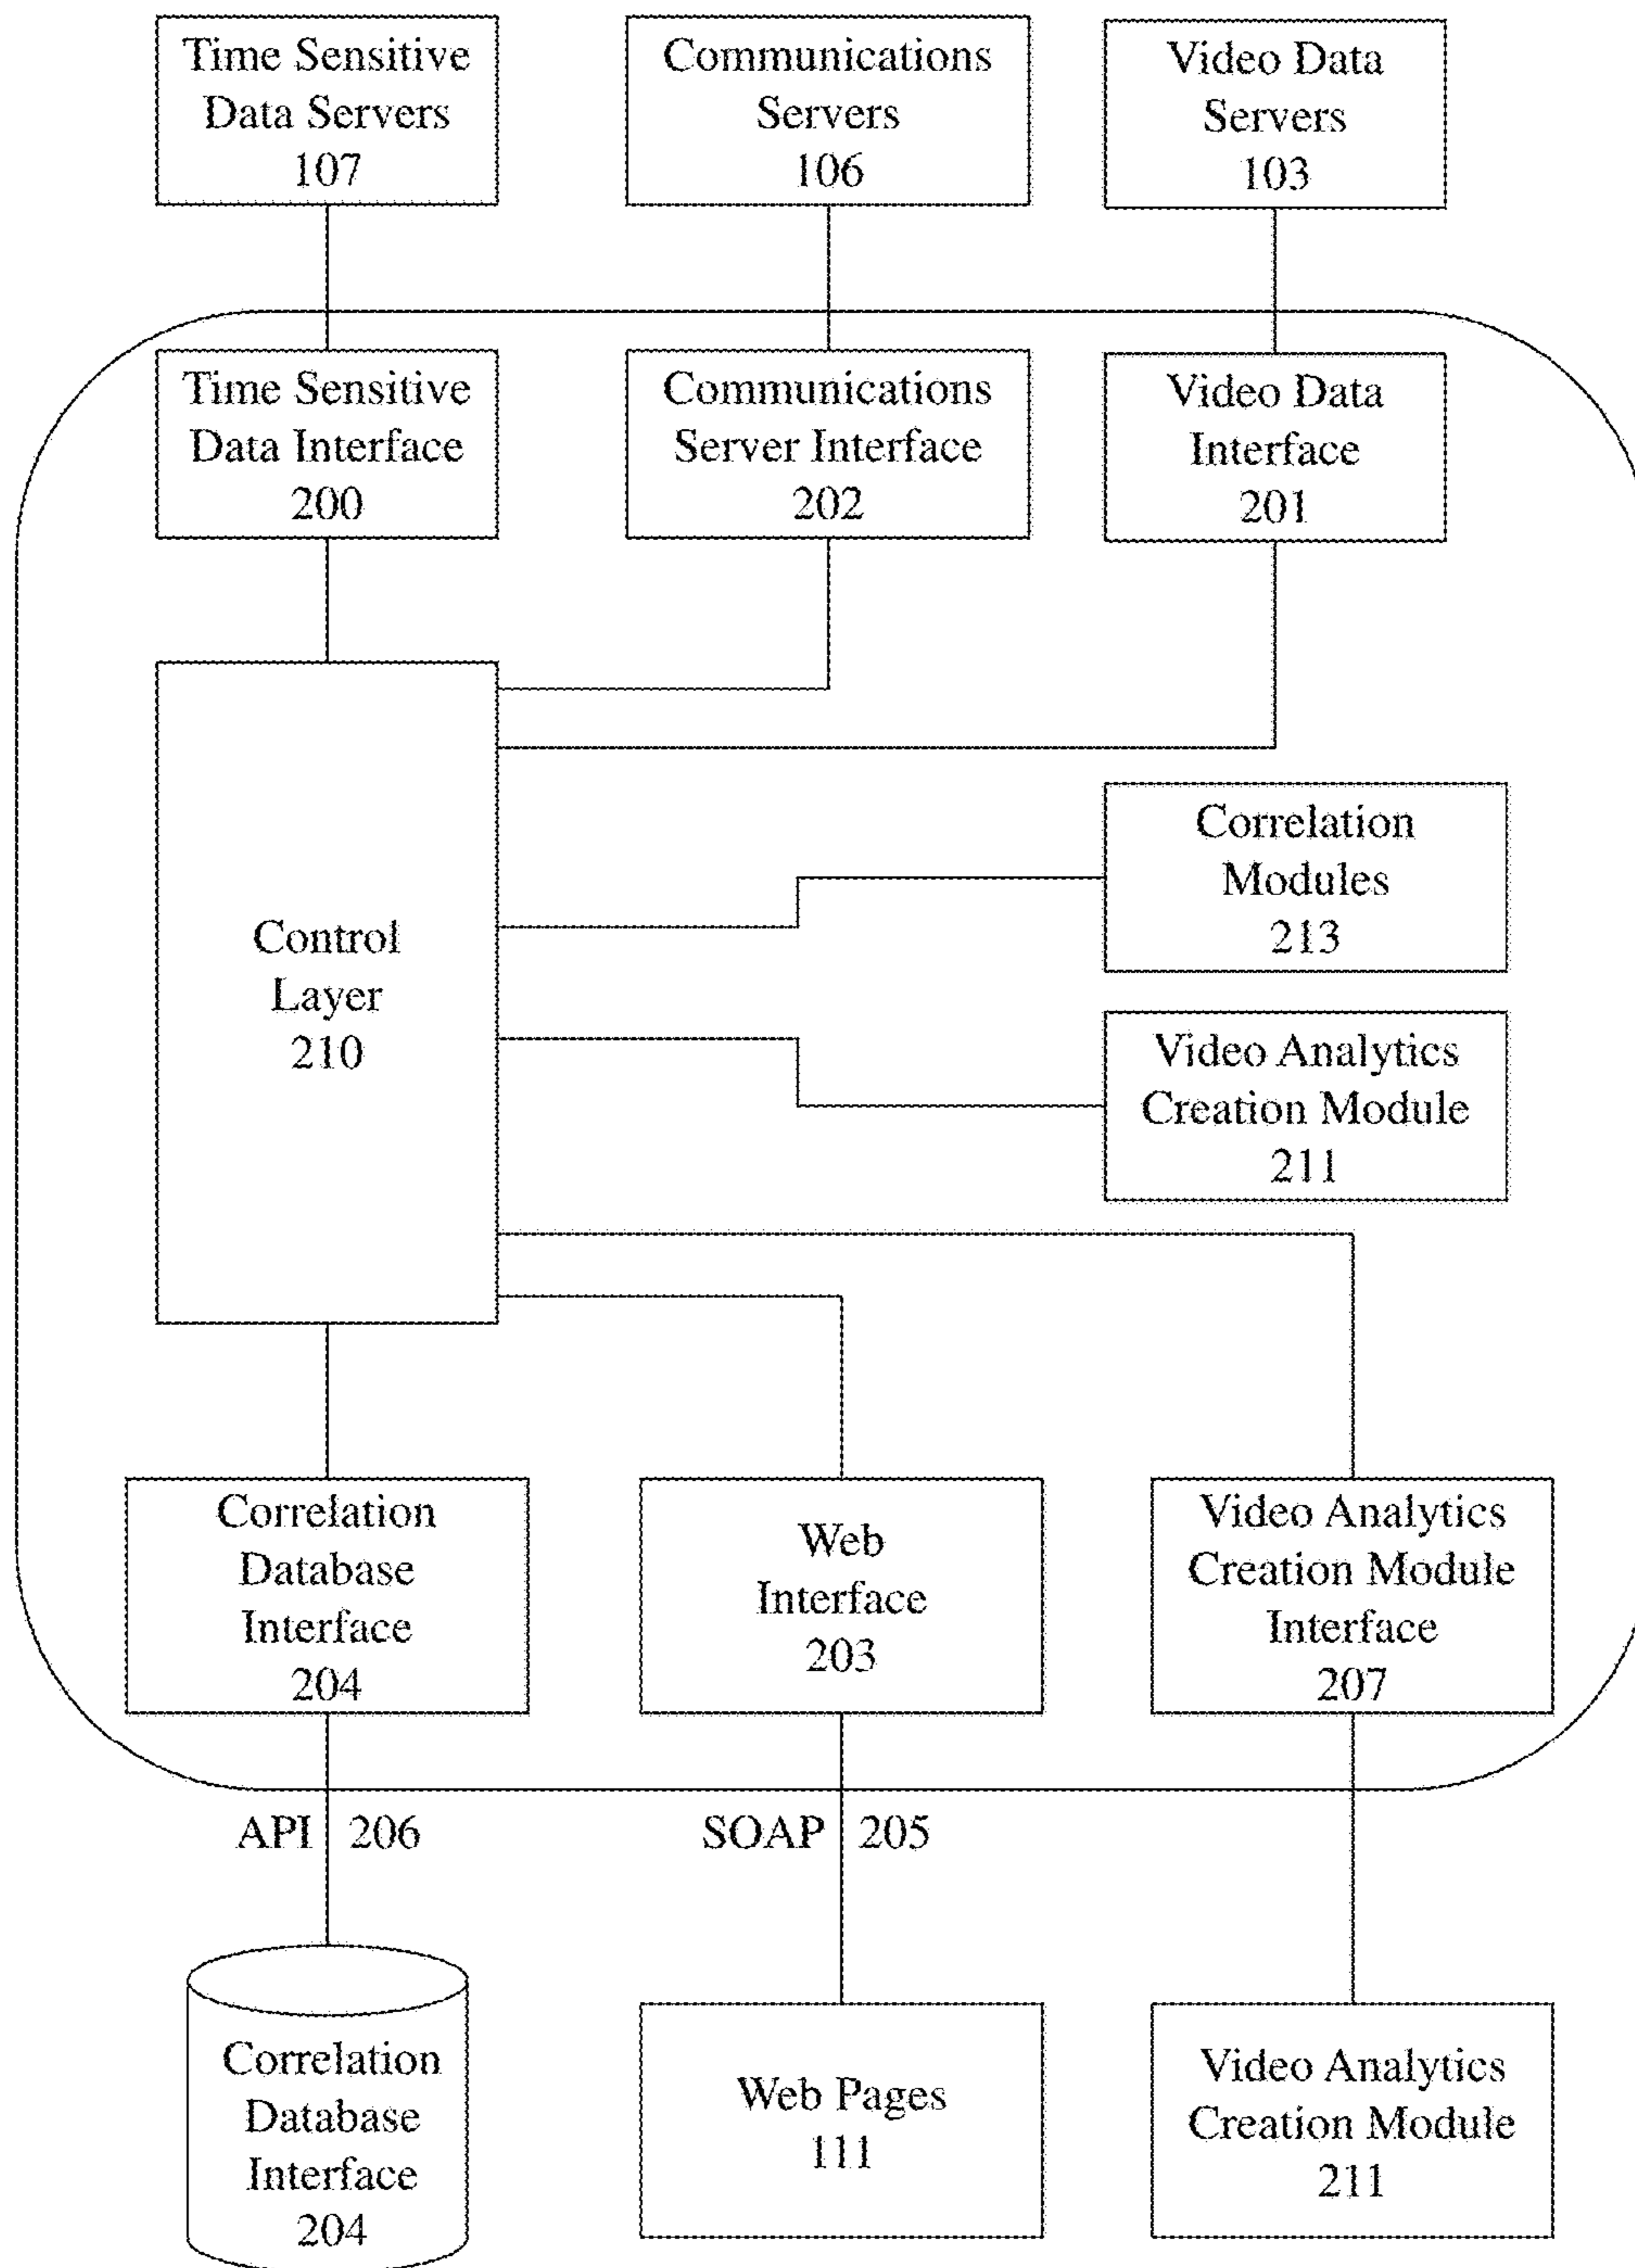 Time Sensitive
Data Servers
107
Communications
Servers
106
Video Data
Servers
103
Time Sensitive
Data Interface
200
Communications
Server Interface
202
Video Data
Interface
201
Control
Layer
210
Correlation
Modules
213
Video Analytics
Creation Module
211
Correlation
Database
Interface
204
Web
Interface
203
Video Analytics
Creation Module
Interface
207
API 206
SOAP 205
Correlation
Database
Interface
204
Web Pages
111
Video Analytics
Creation Module
211